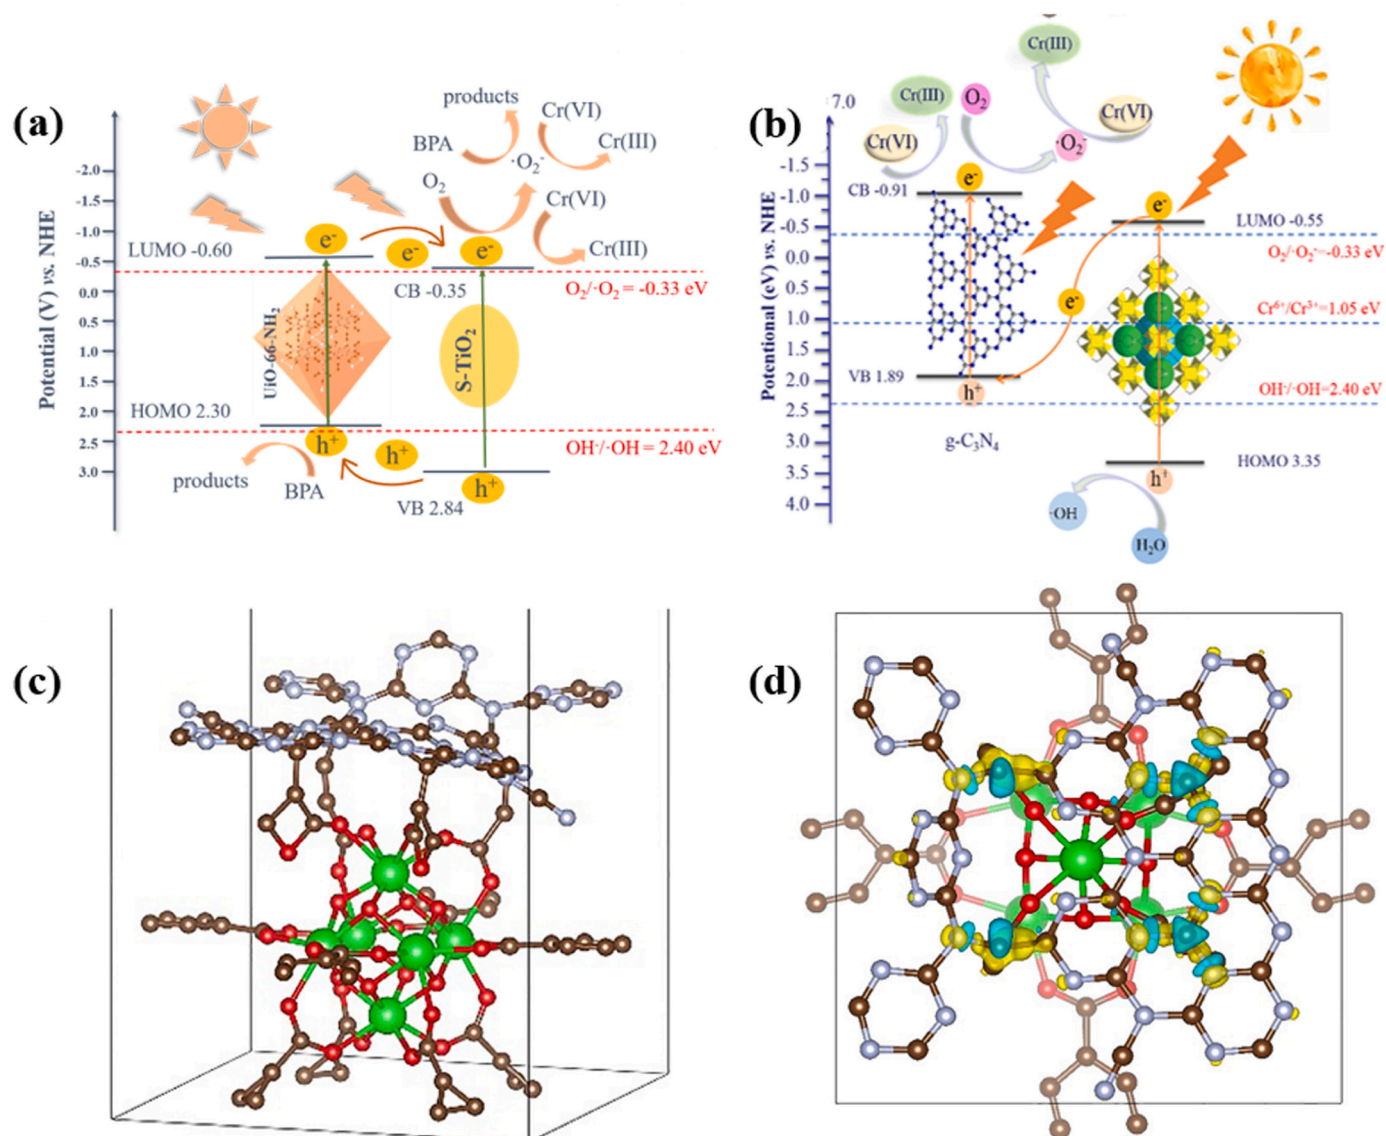 (a)
Potential (V) vs. NHE
-2.0
-1.5
-1.0
-0.5
0.0
0.5
1.0
1.5
2.0
2.5
3.0
products
Cr(VI)
BPA
·O₂⁻
Cr(III)
O₂
Cr(VI)
Cr(III)
LUMO -0.60
e⁻
e⁻
e⁻
CB -0.35
O₂/·O₂ = -0.33 eV
UiO-66-NH₂
S-TiO₂
HOMO 2.30
h⁺
h⁺
h⁺
OH⁻/·OH = 2.40 eV
products
BPA
VB 2.84
(b)
:7.0
Potentional (eV) vs. NHE
-1.5
-1.0
-0.5
0.0
0.5
1.0
1.5
2.0
2.5
3.0
3.5
4.0
Cr(III)
Cr(III)
O₂
Cr(VI)
Cr(VI)
·O₂⁻
CB -0.91
e⁻
e⁻
LUMO -0.55
O₂/·O₂⁻=-0.33 eV
e⁻
Cr⁶⁺/Cr³⁺=1.05 eV
VB 1.89
h⁺
OH⁻/·OH=2.40 eV
g-C₃N₄
HOMO 3.35
h⁺
·OH
H₂O
(c)
(d)